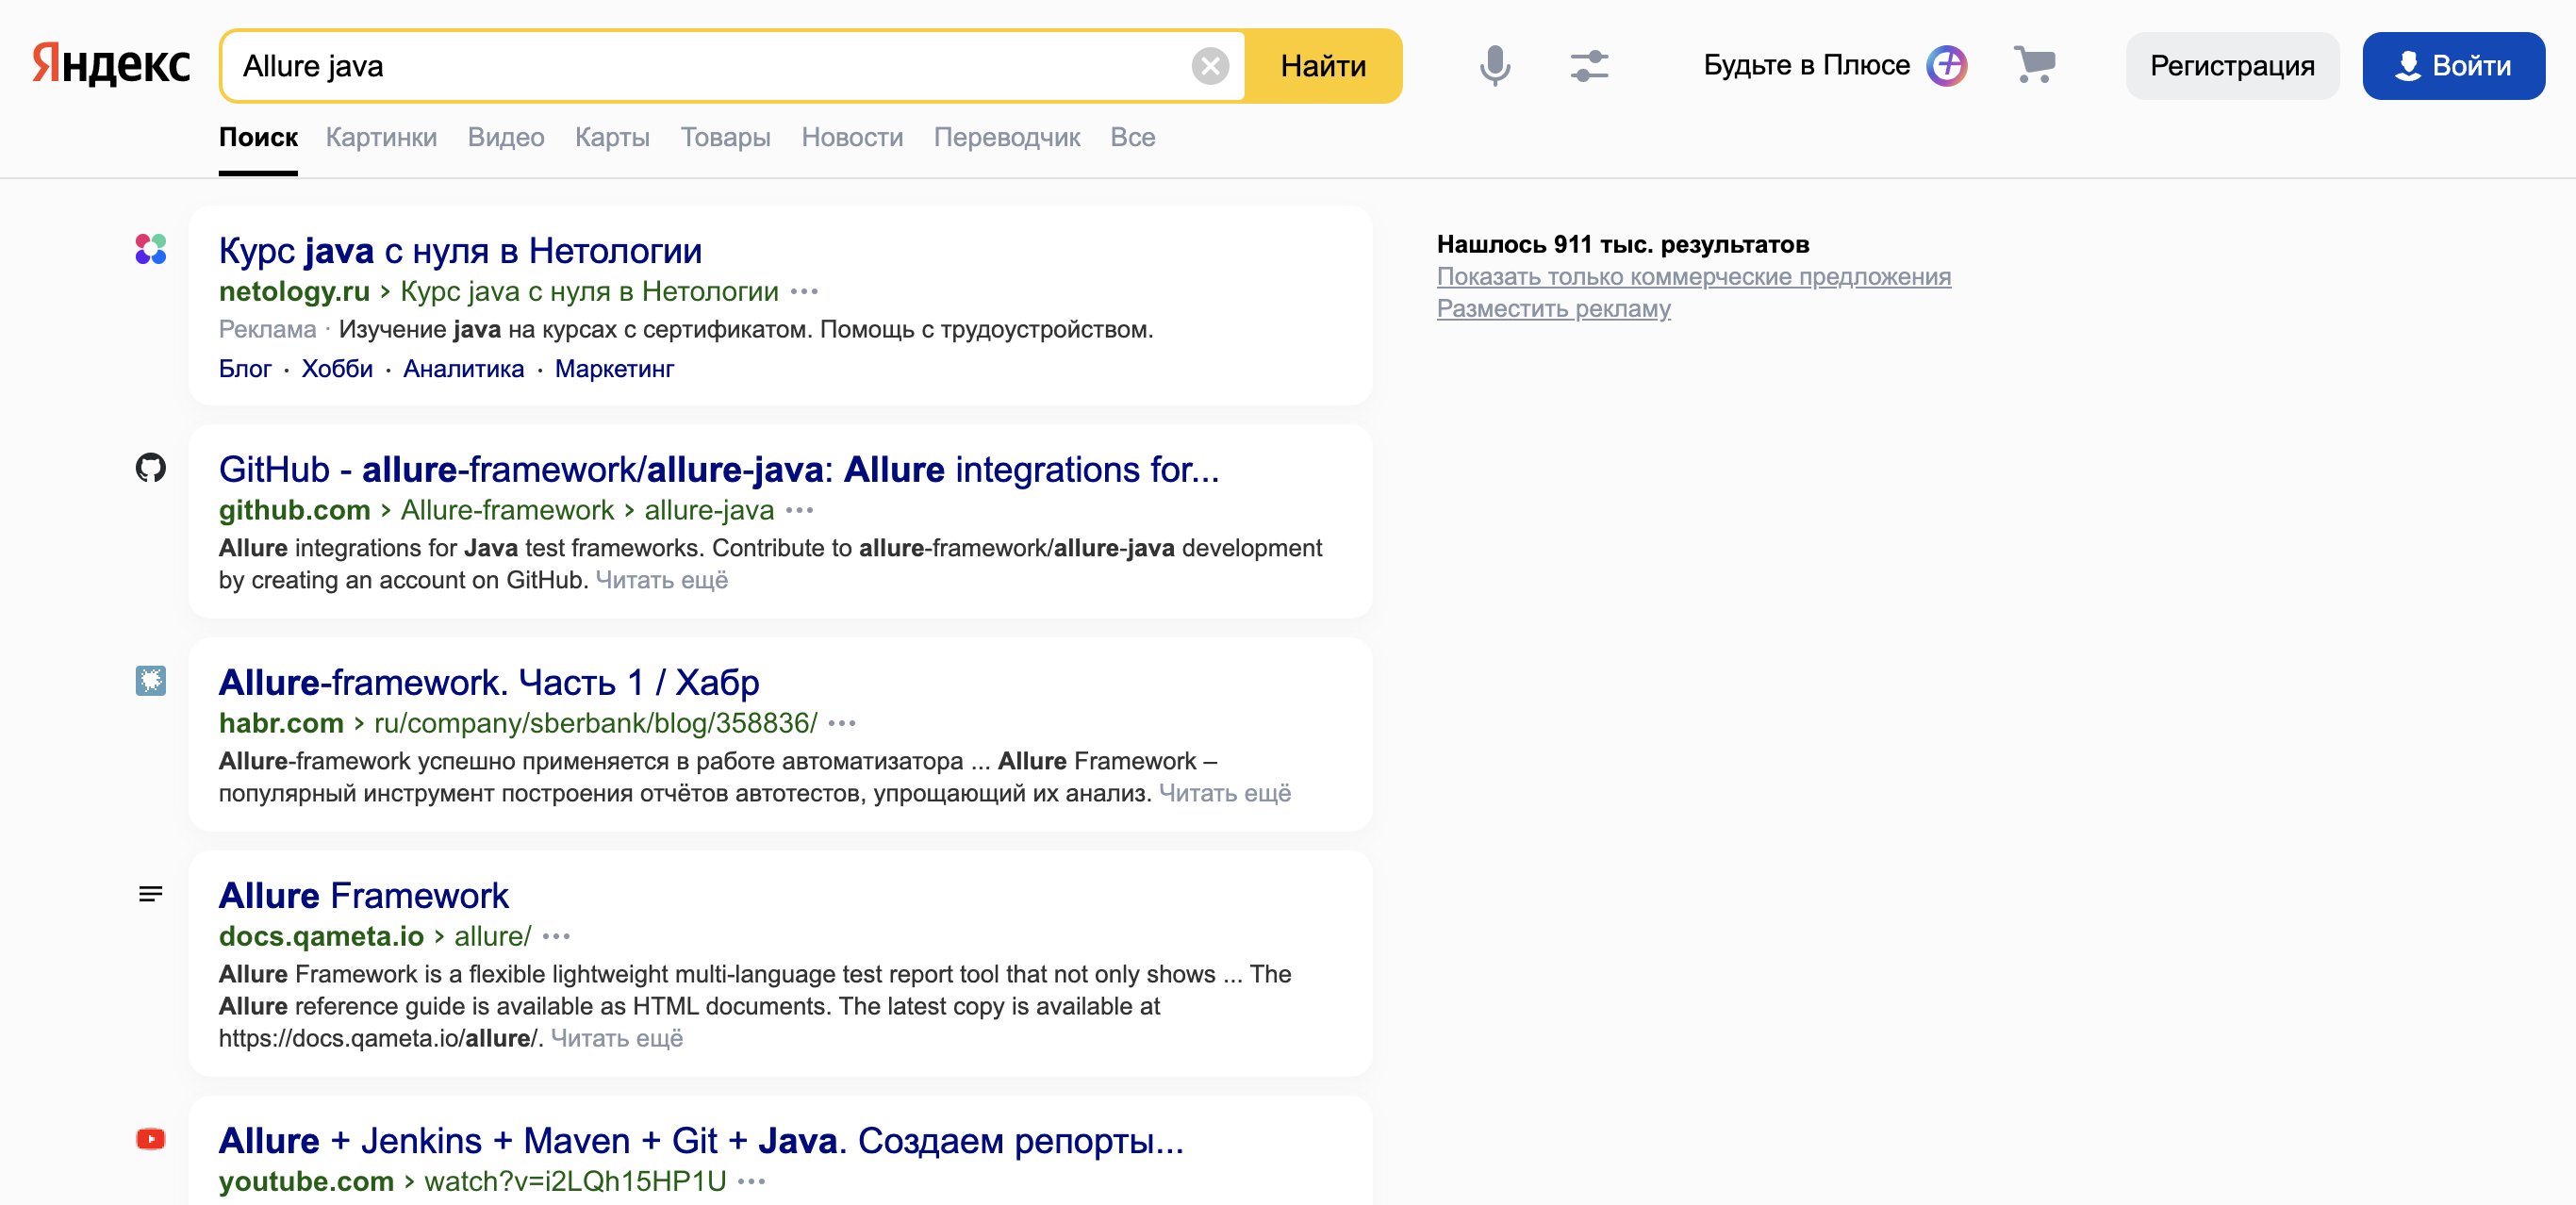 Яндекс
Allure java
Найти
Будьте в Плюсе
Регистрация
Войти
Поиск Картинки Видео Карты Товары Новости Переводчик Все
Курс java с нуля в Нетологии
netology.ru › Курс java с нуля в Нетологии
Реклама · Изучение java на курсах с сертификатом. Помощь с трудоустройством.
Блог · Хобби · Аналитика · Маркетинг
GitHub - allure-framework/allure-java: Allure integrations for...
github.com › Allure-framework › allure-java
Allure integrations for Java test frameworks. Contribute to allure-framework/allure-java development
by creating an account on GitHub. Читать ещё
Allure-framework. Часть 1 / Хабр
habr.com › ru/company/sberbank/blog/358836/
Allure-framework успешно применяется в работе автоматизатора ... Allure Framework –
популярный инструмент построения отчётов автотестов, упрощающий их анализ. Читать ещё
Allure Framework
docs.qameta.io › allure/
Allure Framework is a flexible lightweight multi-language test report tool that not only shows ... The
Allure reference guide is available as HTML documents. The latest copy is available at
https://docs.qameta.io/allure/. Читать ещё
Allure + Jenkins + Maven + Git + Java. Создаем репорты...
youtube.com › watch?v=i2LQh15HP1U
Нашлось 911 тыс. результатов
Показать только коммерческие предложения
Разместить рекламу